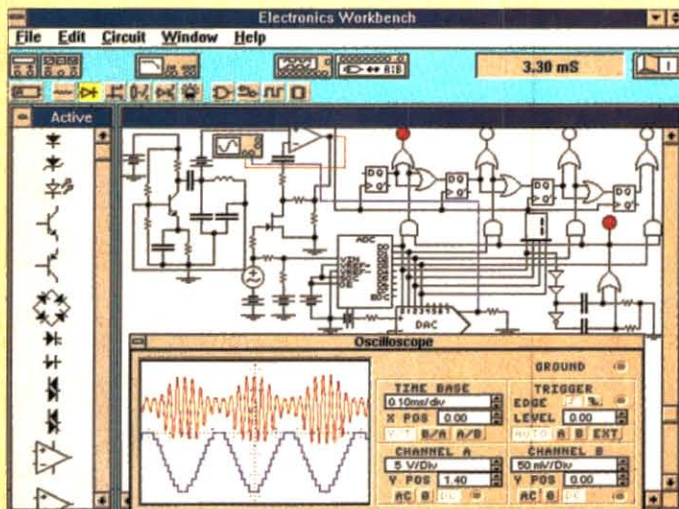 Electronics Workbench
File Edit Circuit Window Help
3.30 mS
Active
ADC
DAC
Oscilloscope
GROUND
TIME BASE
TRIGGER
0.10ms/div
EDGE
X POS 0.00
LEVEL 0.00
Y/T B/A A/B
AUTO A B EXT
CHANNEL A
CHANNEL B
5 V/Div
50 mV/Div
Y POS 1.40
Y POS 0.00
AC 0 DC
AC 0 DC